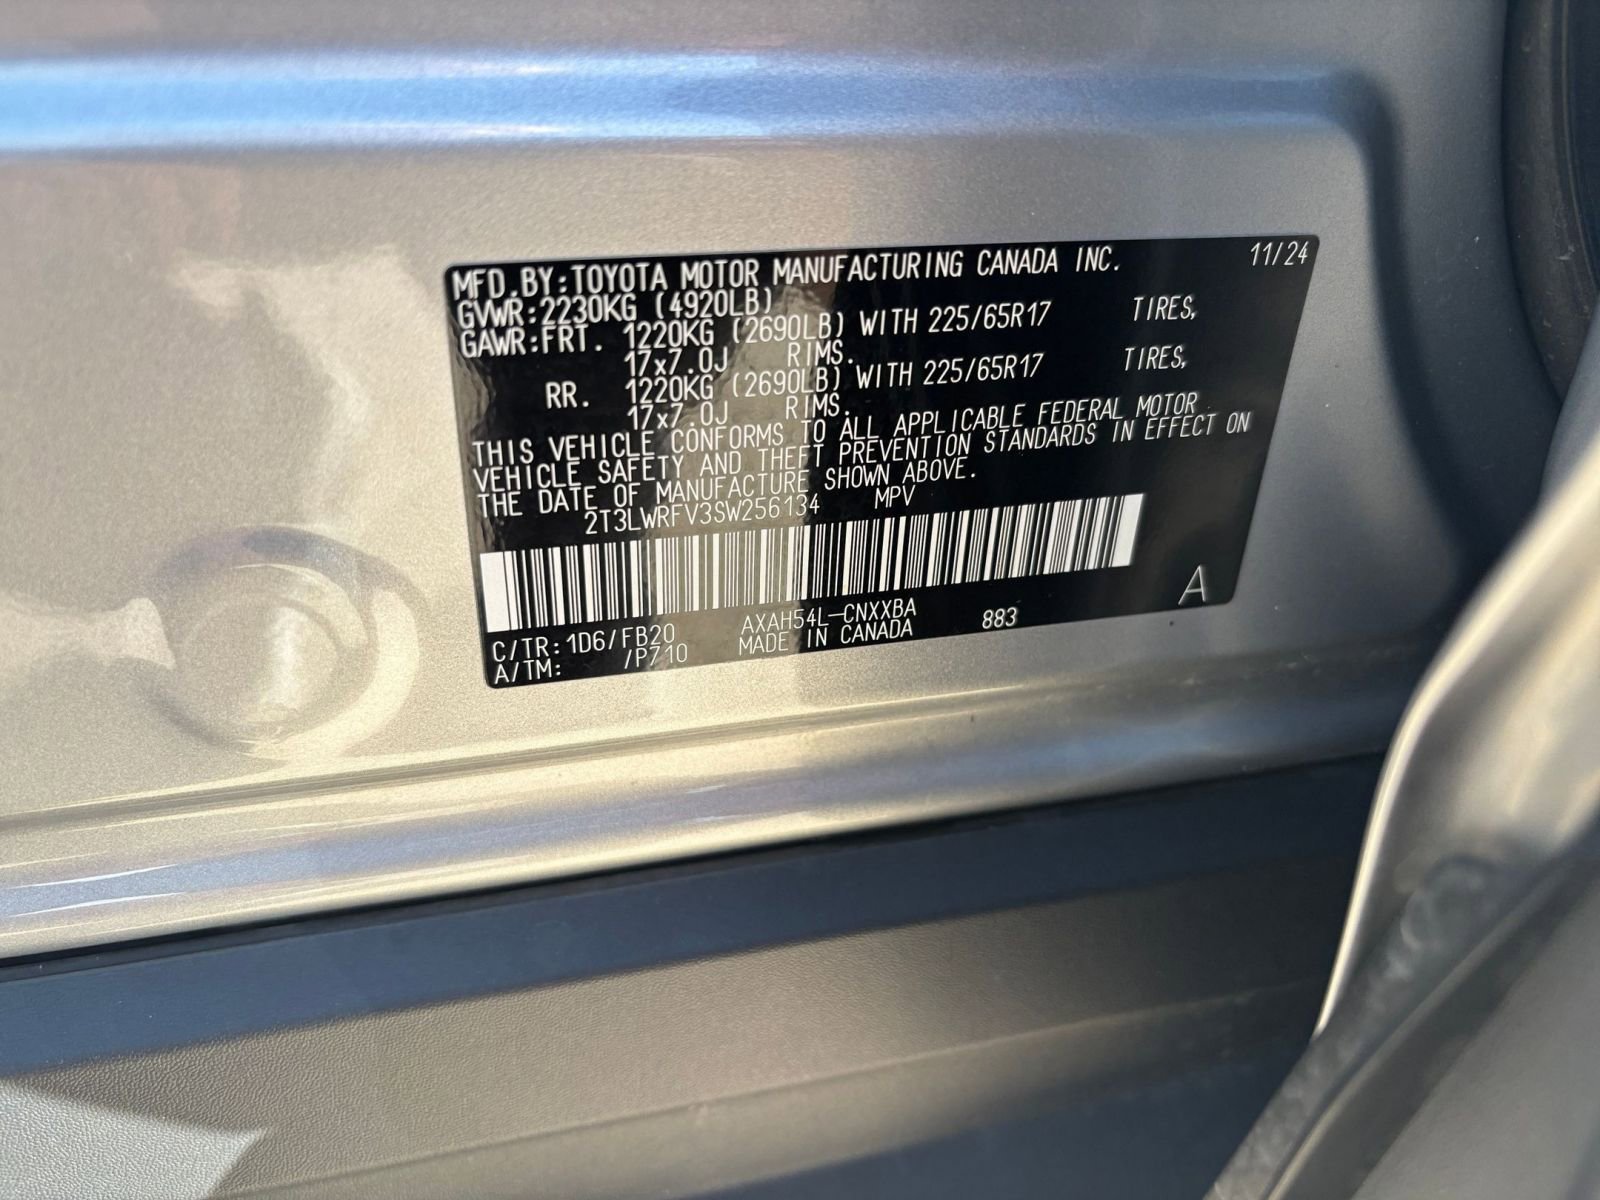 MFD.BY:TOYOTA MOTOR MANUFACTURING CANADA INC. 11/24
GVWR:2230KG (4920LB)
GAWR:FRT. 1220KG (2690LB) WITH 225/65R17 TIRES,
17x7.0J RIMS.
RR. 1220KG (2690LB) WITH 225/65R17 TIRES,
17x7.0J RIMS.
THIS VEHICLE CONFORMS TO ALL APPLICABLE FEDERAL MOTOR
VEHICLE SAFETY AND THEFT PREVENTION STANDARDS IN EFFECT ON
THE DATE OF MANUFACTURE SHOWN ABOVE.
2T3LWRFV3SW256134 MPV
C/TR:1D6/FB20 AXAH54L-CNXXBA 883 A
A/TM: /P710 MADE IN CANADA